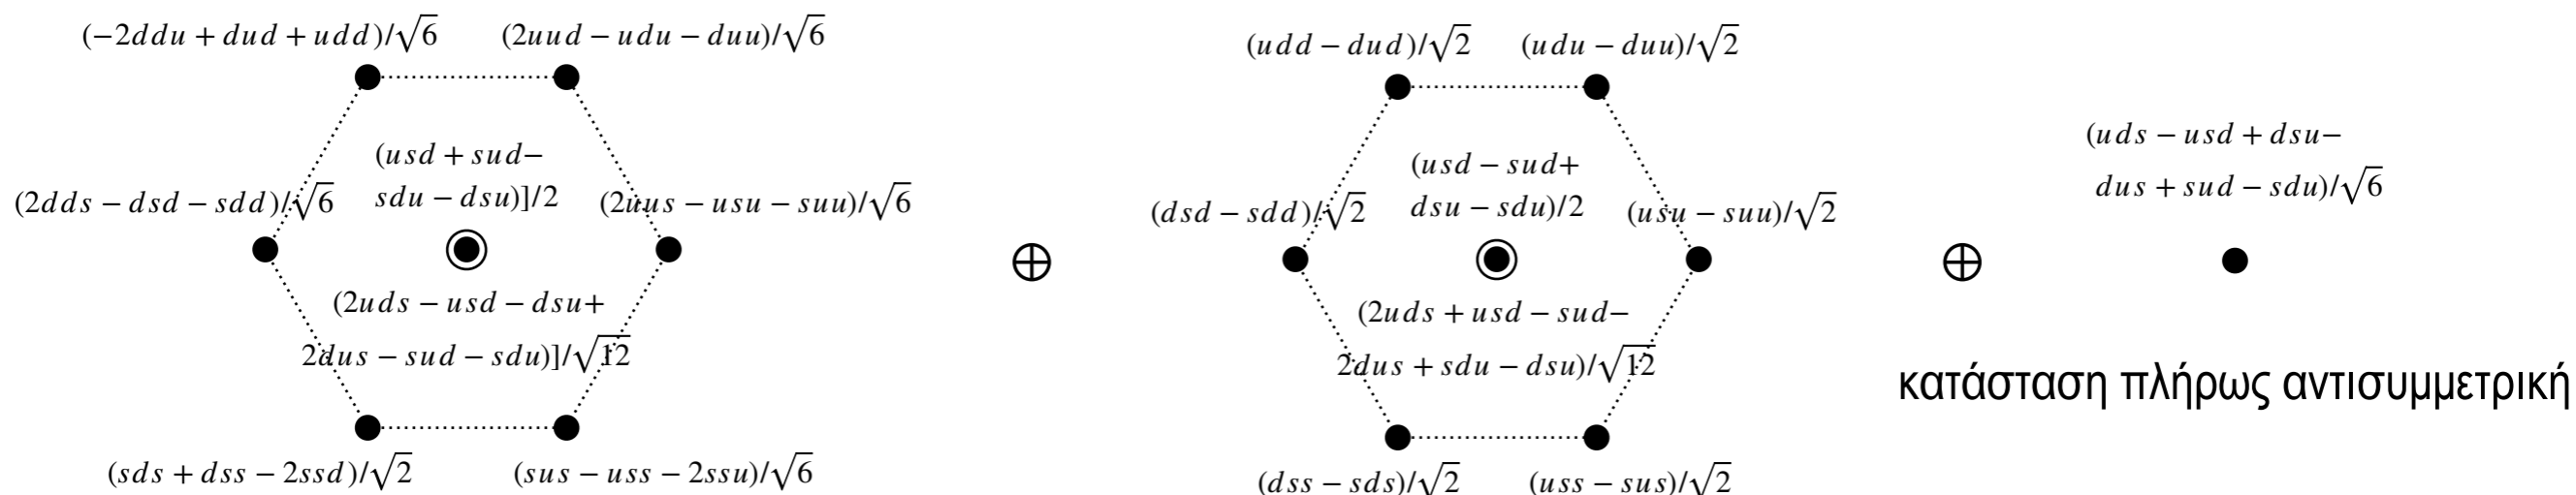 (−2ddu + dud + udd)/√6
(2uud − udu − duu)/√6
(usd + sud−
sdu − dsu)]/2
(2dds − dsd − sdd)/√6
(2uus − usu − suu)/√6
(2uds − usd − dsu+
2dus − sud − sdu)]/√12
(sds + dss − 2ssd)/√2
(sus − uss − 2ssu)/√6
⊕
(udd − dud)/√2
(udu − duu)/√2
(usd − sud+
dsu − sdu)/2
(dsd − sdd)/√2
(usu − suu)/√2
(2uds + usd − sud−
2dus + sdu − dsu)/√12
(dss − sds)/√2
(uss − sus)/√2
⊕
(uds − usd + dsu−
dus + sud − sdu)/√6
κατάσταση πλήρως αντισυμμετρική